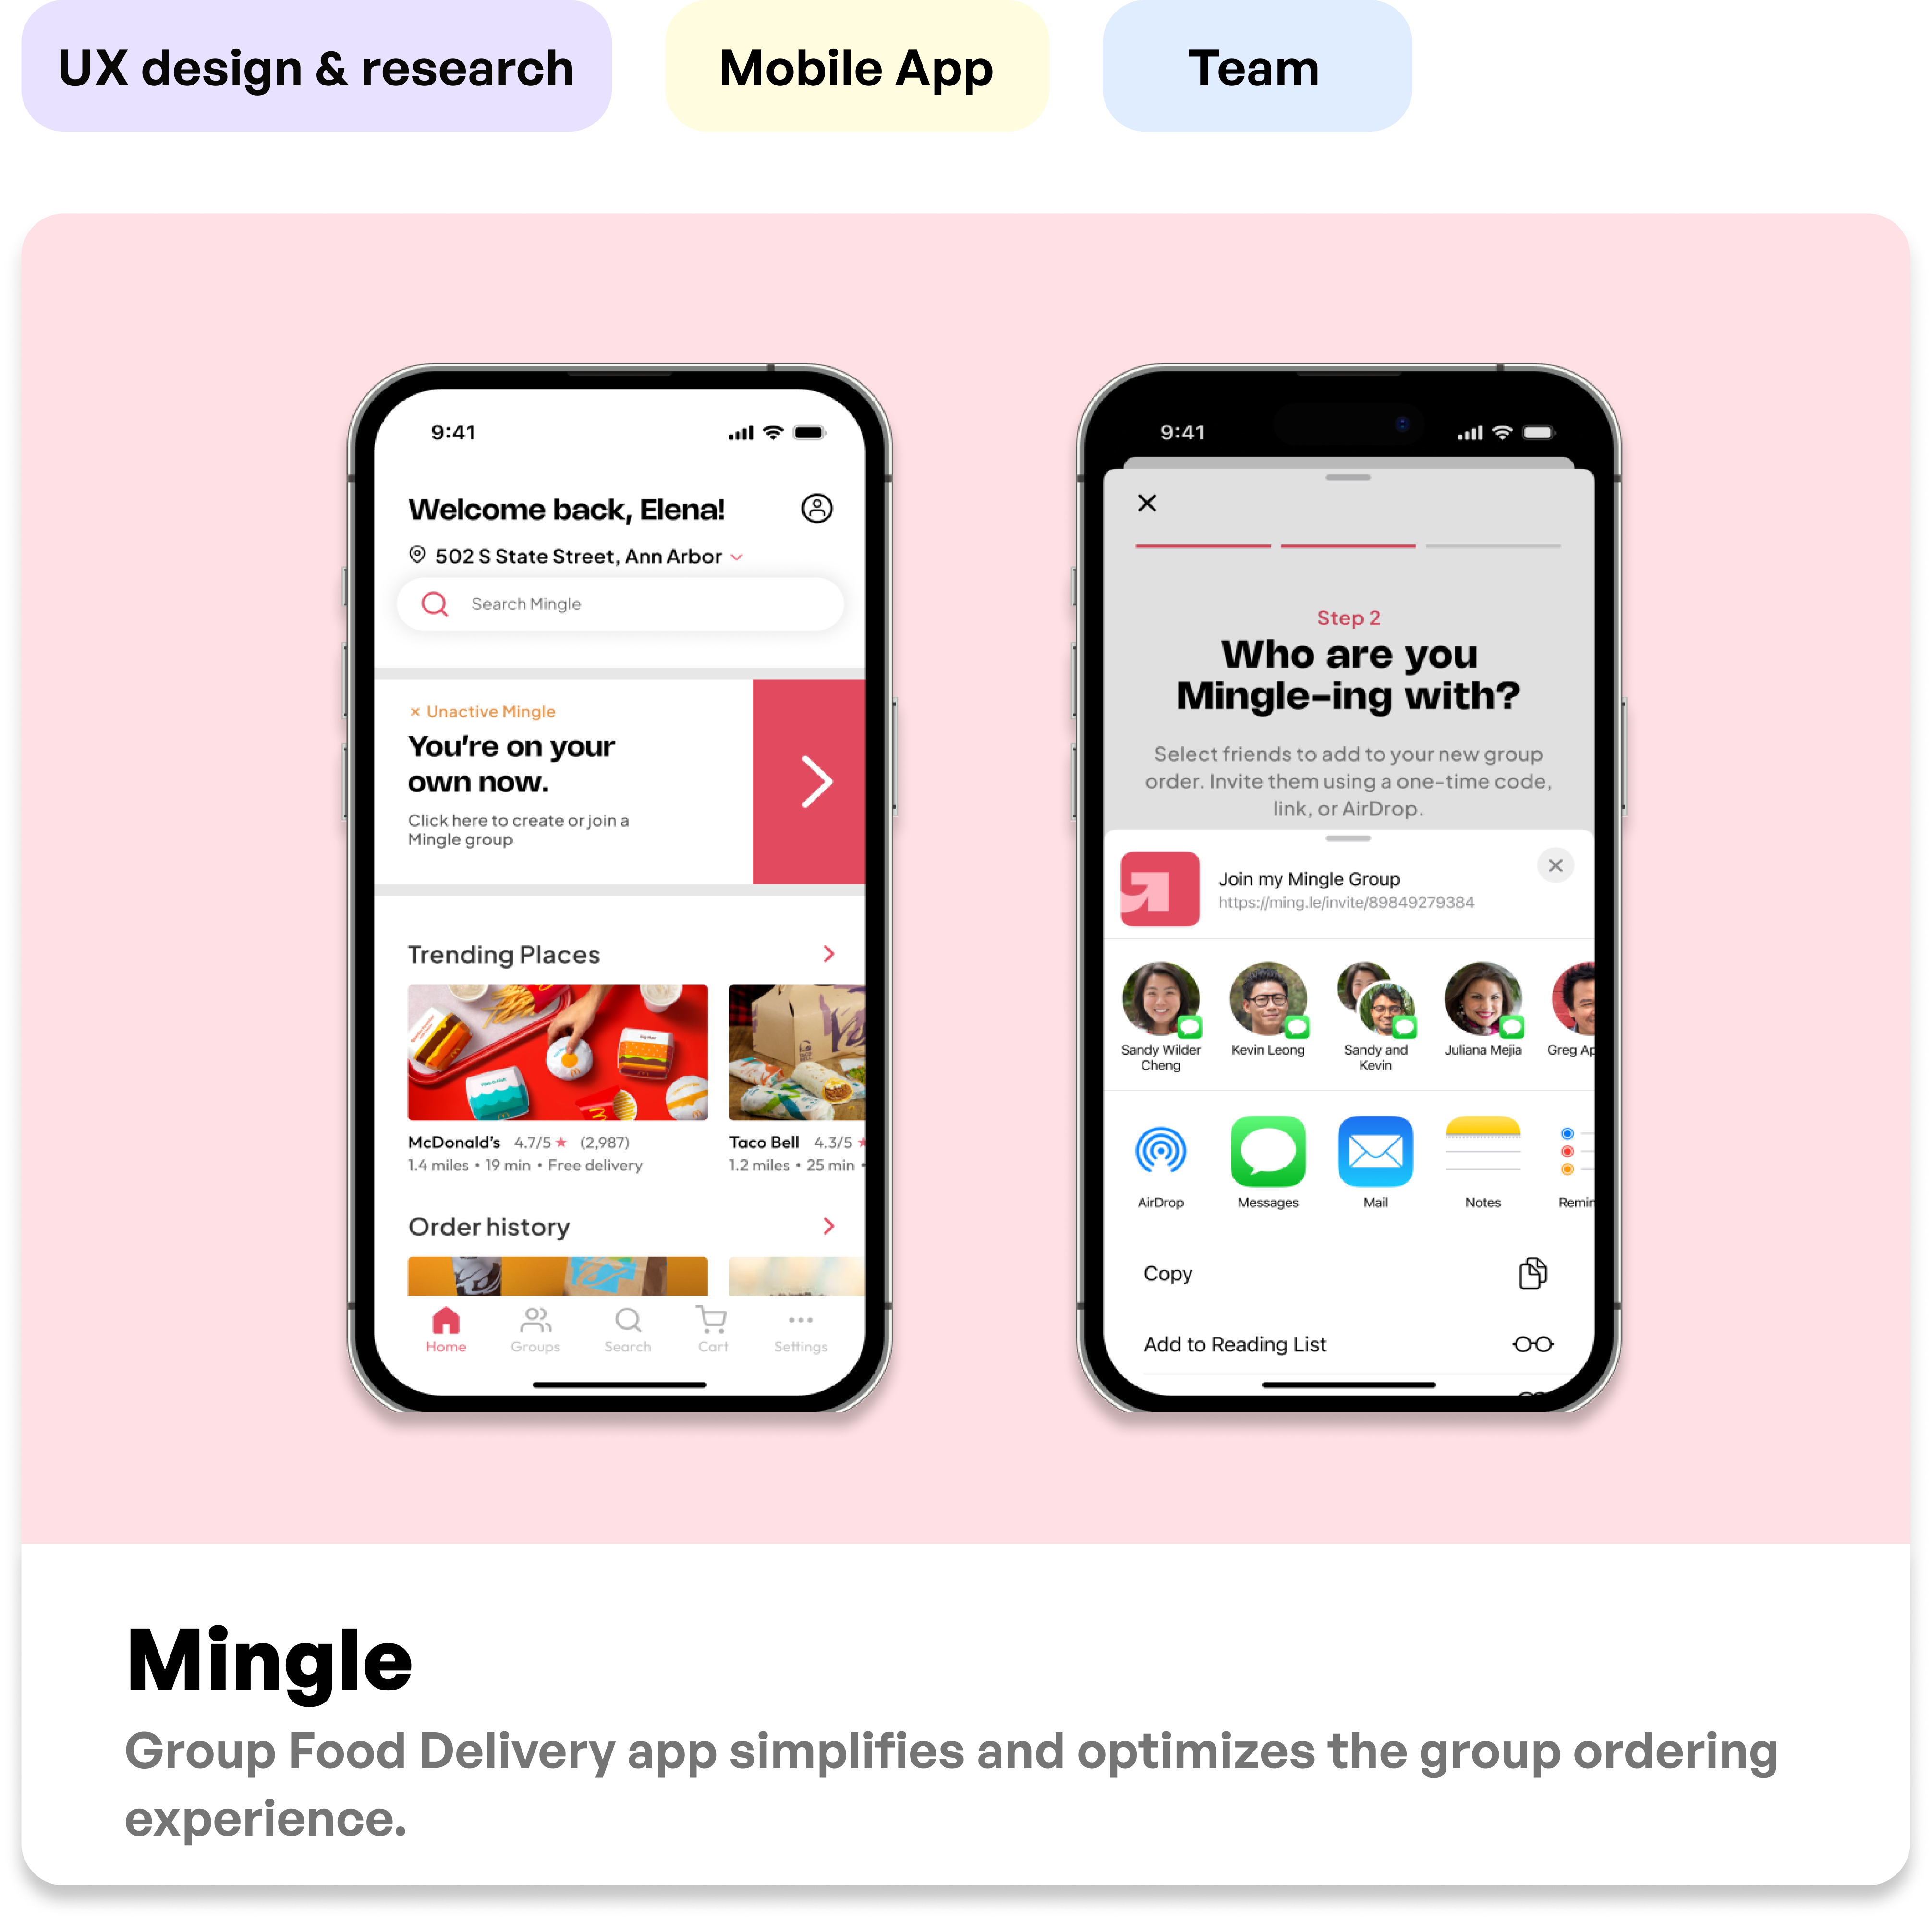 UX design & research
Mobile App
Team
9:41
Welcome back, Elena!
502 S State Street, Ann Arbor
Search Mingle
× Unactive Mingle
You're on your
own now.
Click here to create or join a
Mingle group
Trending Places
McDonald's 4.7/5 ★ (2,987)
1.4 miles • 19 min • Free delivery
Taco Bell 4.3/5 ★
1.2 miles • 25 min •
Order history
Home
Groups
Search
Cart
Settings
9:41
Step 2
Who are you
Mingle-ing with?
Select friends to add to your new group
order. Invite them using a one-time code,
link, or AirDrop.
Join my Mingle Group
https://ming.le/invite/89849279384
Sandy Wilder
Cheng
Kevin Leong
Sandy and
Kevin
Juliana Mejia
Greg Ap
AirDrop
Messages
Mail
Notes
Remin
Copy
Add to Reading List
Mingle
Group Food Delivery app simplifies and optimizes the group ordering
experience.